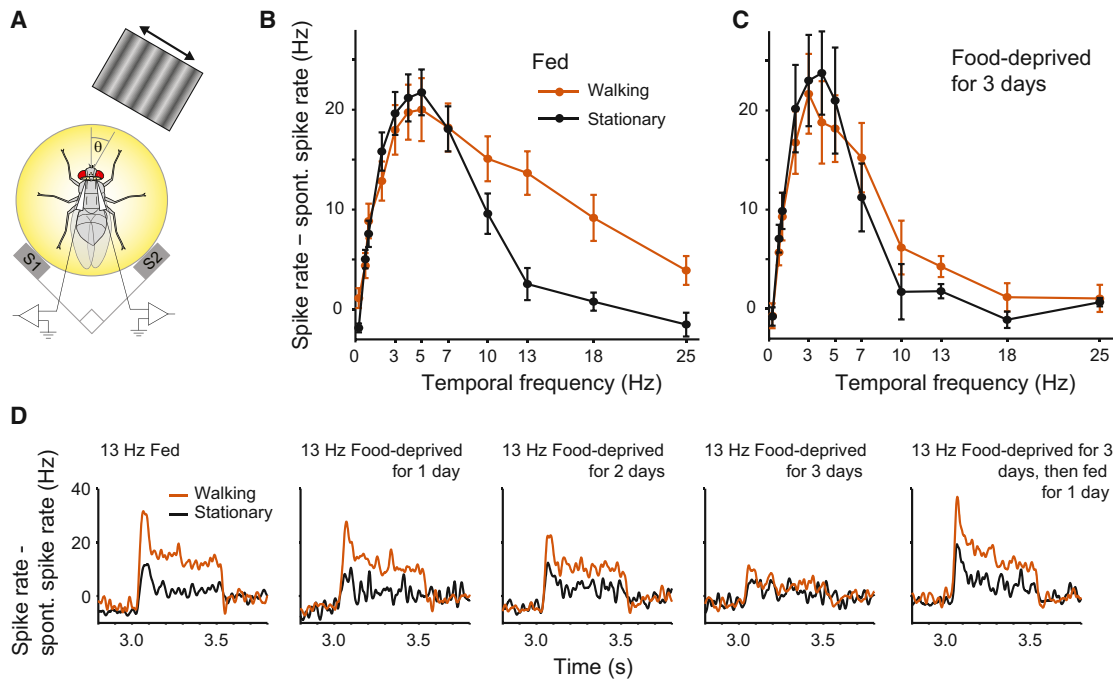 A
θ
S1
S2
B
Spike rate – spont. spike rate (Hz)
20
10
0
Fed
Walking
Stationary
0 3 5 7 10 13 18 25
Temporal frequency (Hz)
C
Food-deprived
for 3 days
20
10
0
0 3 5 7 10 13 18 25
Temporal frequency (Hz)
D
Spike rate -
spont. spike rate (Hz)
13 Hz Fed
Walking
Stationary
40
20
0
3.0 3.5
13 Hz Food-deprived
for 1 day
3.0 3.5
13 Hz Food-deprived
for 2 days
3.0 3.5
13 Hz Food-deprived
for 3 days
3.0 3.5
13 Hz Food-deprived for 3
days, then fed
for 1 day
3.0 3.5
Time (s)